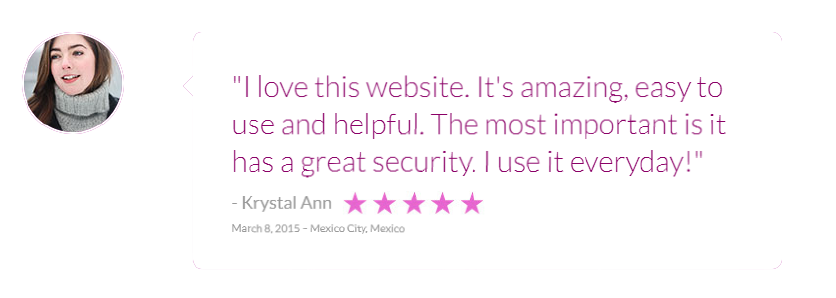 "I love this website. It's amazing, easy to
use and helpful. The most important is it
has a great security. I use it everyday!"
- Krystal Ann
March 8, 2015 – Mexico City, Mexico